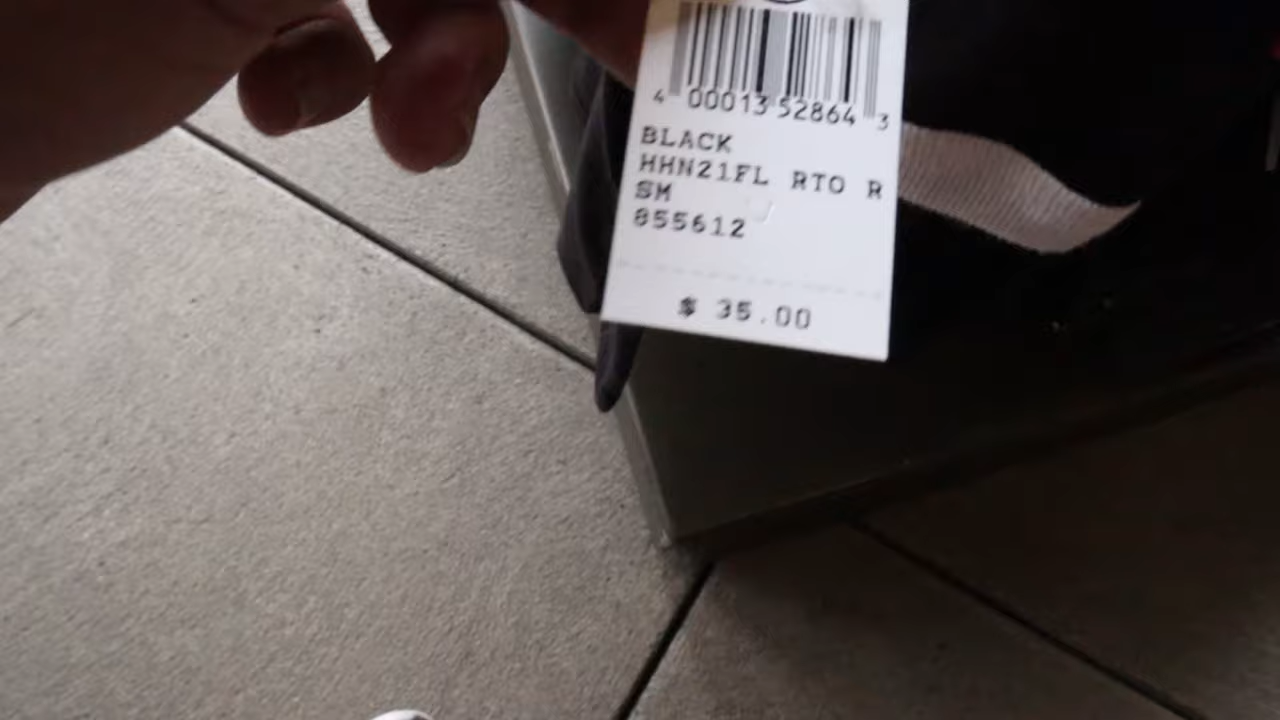 4 00013 52864 3
BLACK
HHN21FL RTO R
SM
855612
$ 35.00